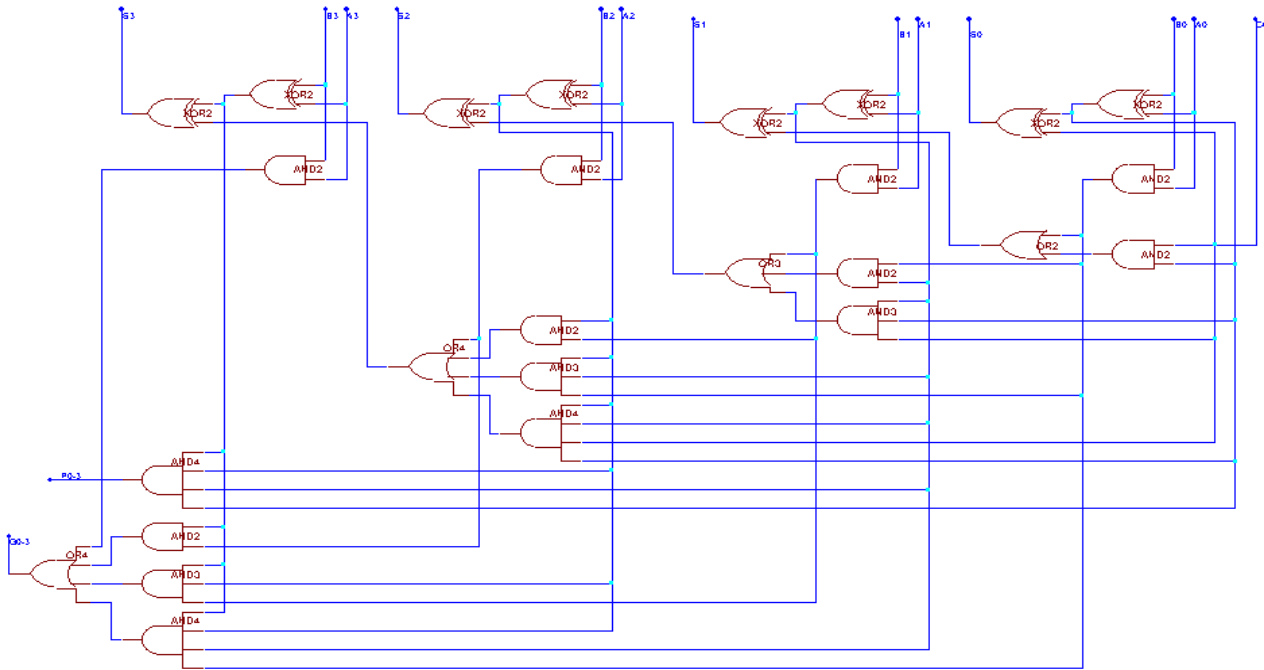 S3 B3 A3 S2 B2 A2 S1 B1 A1 S0 B0 A0
XOR2 XOR2 XOR2 XOR2
XOR2 XOR2 XOR2 XOR2
AND2 AND2 AND2 AND2
OR2 AND2
OR3 AND2
AND3
AND2
OR4
AND3
AND4
AND4
P0-3
AND2
G0-3 OR4
AND3
AND4